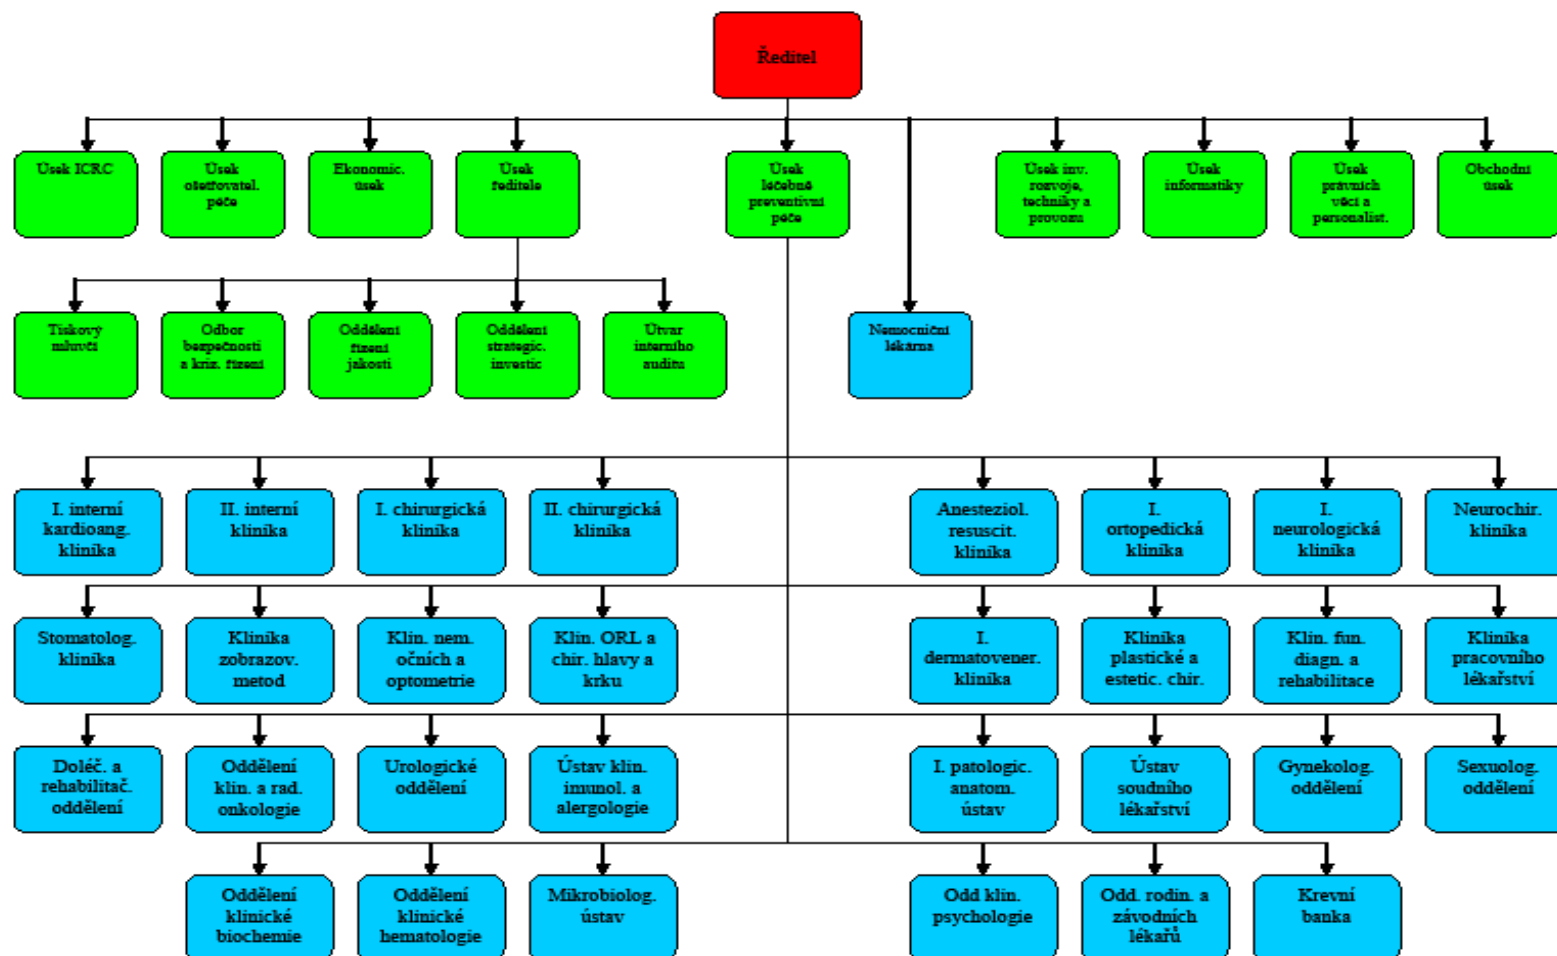 Ředitel
Úsek ICRC
Úsek
ošetřovatel.
péče
Ekonomic.
úsek
Úsek
ředitele
Úsek
léčebně
preventivní
péče
Úsek inv.
rozvoje,
techniky a
provozu
Úsek
informatiky
Úsek
právních
věcí a
personalist.
Obchodní
úsek
Tiskový
mluvčí
Odbor
bezpečnosti
a kriz. řízení
Oddělení
řízení
jakosti
Oddělení
strategic.
investic
Útvar
interního
auditu
Nemocniční
lékárna
I. interní
kardioang.
klinika
II. interní
klinika
I. chirurgická
klinika
II. chirurgická
klinika
Anesteziol.
resuscit.
klinika
I.
ortopedická
klinika
I.
neurologická
klinika
Neurochir.
klinika
Stomatolog.
klinika
Klinika
zobrazov.
metod
Klin. nem.
očních a
optometrie
Klin. ORL a
chir. hlavy a
krku
I.
dermatovener.
klinika
Klinika
plastické a
estetic. chir.
Klin. fun.
diagn. a
rehabilitace
Klinika
pracovního
lékařství
Doléč. a
rehabilitač.
oddělení
Oddělení
klin. a rad.
onkologie
Urologické
oddělení
Ústav klin.
imunol. a
alergologie
I. patologic.
anatom.
ústav
Ústav
soudního
lékařství
Gynekolog.
oddělení
Sexuolog.
oddělení
Oddělení
klinické
biochemie
Oddělení
klinické
hematologie
Mikrobiolog.
ústav
Odd klin.
psychologie
Odd. rodin. a
závodních
lékařů
Krevní
banka